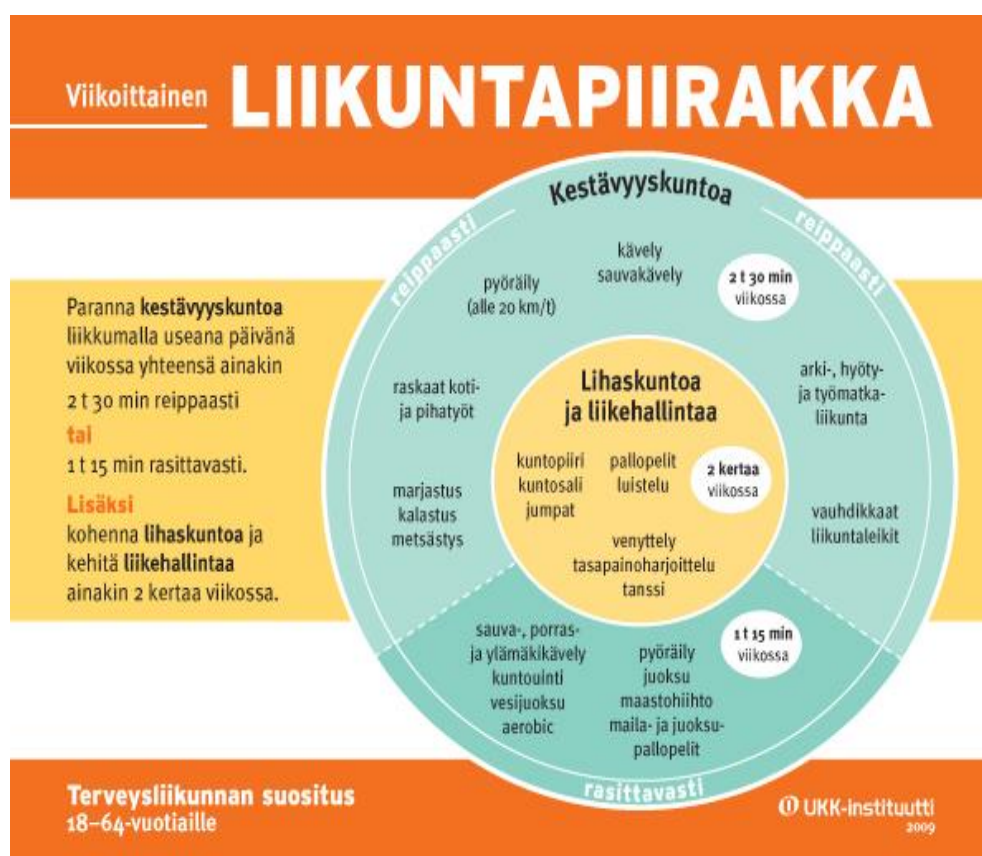 Viikoittainen LIIKUNTAPIIRAKKA
Kestävyyskuntoa
reippaasti
reippaasti
kävely
sauvakävely
2 t 30 min
viikossa
pyöräily
(alle 20 km/t)
Paranna kestävyyskuntoa
liikkumalla useana päivänä
viikossa yhteensä ainakin
2 t 30 min reippaasti
tai
1 t 15 min rasittavasti.
Lisäksi
kohenna lihaskuntoa ja
kehitä liikehallintaa
ainakin 2 kertaa viikossa.
raskaat koti-
ja pihatyöt
marjastus
kalastus
metsästys
Lihaskuntoa
ja liikehallintaa
kuntopiiri
kuntosali
jumpat
pallopelit
luistelu
2 kertaa
viikossa
venyttely
tasapainoharjoittelu
tanssi
arki-, hyöty-
ja työmatka-
liikunta
vauhdikkaat
liikuntaleikit
sauva-, porras-
ja ylämäkikävely
kuntouinti
vesijuoksu
aerobic
pyöräily
juoksu
maastohiihto
maila- ja juoksu-
pallopelit
1 t 15 min
viikossa
rasittavasti
Terveysliikunnan suositus
18–64-vuotiaille
UKK-instituutti
2009